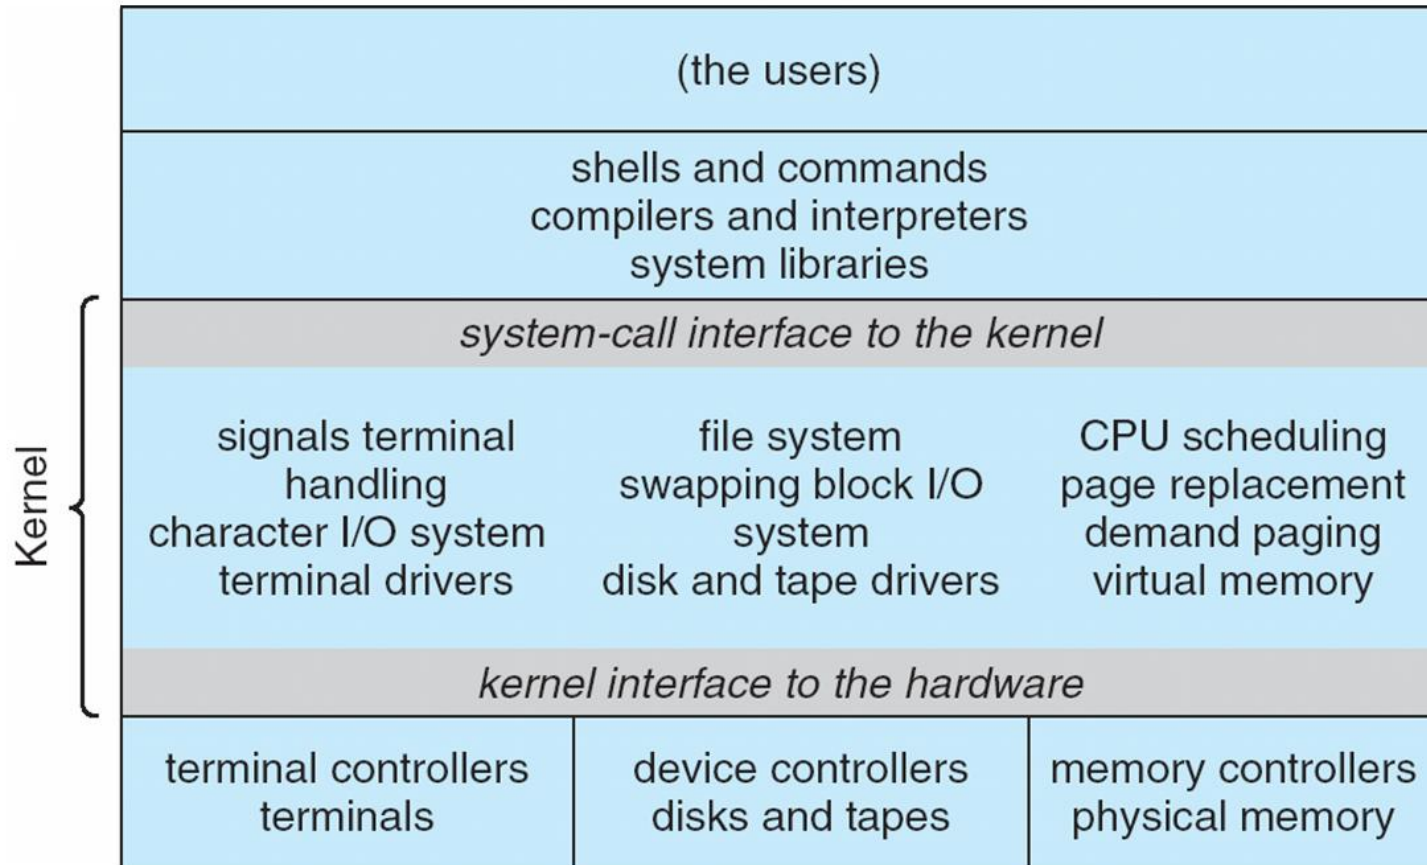 (the users)
shells and commands
compilers and interpreters
system libraries
Kernel
system-call interface to the kernel
signals terminal
handling
character I/O system
terminal drivers
file system
swapping block I/O
system
disk and tape drivers
CPU scheduling
page replacement
demand paging
virtual memory
kernel interface to the hardware
terminal controllers
terminals
device controllers
disks and tapes
memory controllers
physical memory